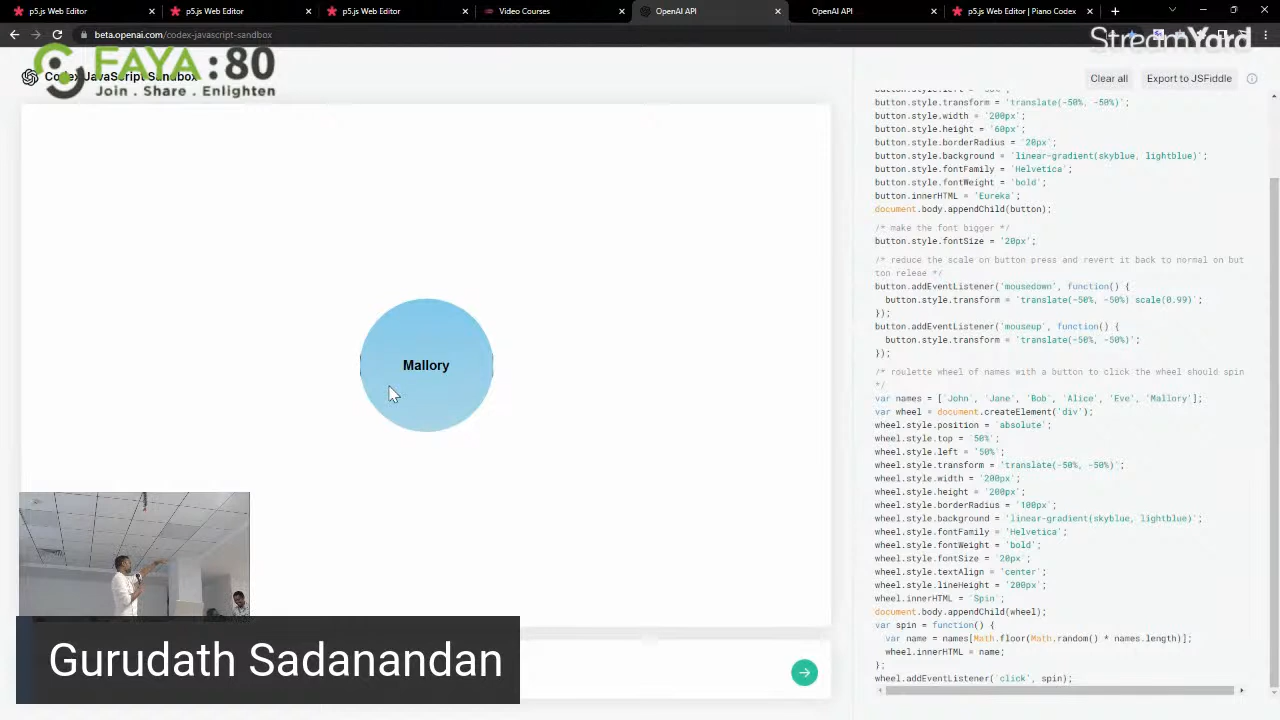 p5.js Web Editor
p5.js Web Editor
p5.js Web Editor
Video Courses
OpenAI API
OpenAI API
p5.js Web Editor | Piano Codex
beta.openai.com/codex-javascript-sandbox
StreamYard
FAYA:80
Join . Share . Enlighten
Codex JavaScript Sandbox
Clear all
Export to JSFiddle
button.style.transform = 'translate(-50%, -50%)';
button.style.width = '200px';
button.style.height = '60px';
button.style.borderRadius = '20px';
button.style.background = 'linear-gradient(skyblue, lightblue)';
button.style.fontFamily = 'Helvetica';
button.style.fontWeight = 'bold';
button.innerHTML = 'Eureka';
document.body.appendChild(button);
/* make the font bigger */
button.style.fontSize = '20px';
/* reduce the scale on button press and revert it back to normal on but
ton releae */
button.addEventListener('mousedown', function() {
button.style.transform = 'translate(-50%, -50%) scale(0.99)';
});
button.addEventListener('mouseup', function() {
button.style.transform = 'translate(-50%, -50%)';
});
/* roulette wheel of names with a button to click the wheel should spin
*/
var names = ['John', 'Jane', 'Bob', 'Alice', 'Eve', 'Mallory'];
var wheel = document.createElement('div');
wheel.style.position = 'absolute';
wheel.style.top = '50%';
wheel.style.left = '50%';
wheel.style.transform = 'translate(-50%, -50%)';
wheel.style.width = '200px';
wheel.style.height = '200px';
wheel.style.borderRadius = '100px';
wheel.style.background = 'linear-gradient(skyblue, lightblue)';
wheel.style.fontFamily = 'Helvetica';
wheel.style.fontWeight = 'bold';
wheel.style.fontSize = '20px';
wheel.style.textAlign = 'center';
wheel.style.lineHeight = '200px';
wheel.innerHTML = 'Spin';
document.body.appendChild(wheel);
var spin = function() {
var name = names[Math.floor(Math.random() * names.length)];
wheel.innerHTML = name;
};
wheel.addEventListener('click', spin);
Mallory
Gurudath Sadanandan